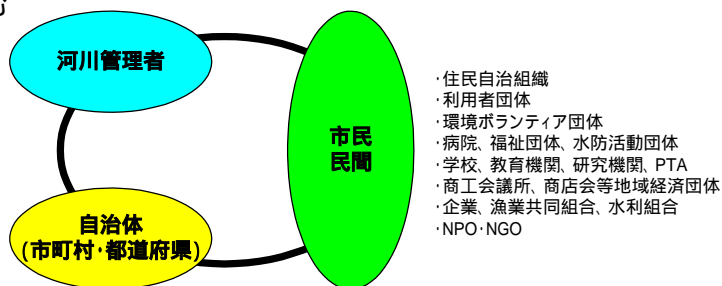 河川管理者
市民
民間
自治体
(市町村・都道府県)
・住民自治組織
・利用者団体
・環境ボランティア団体
・病院、福祉団体、水防活動団体
・学校、教育機関、研究機関、PTA
・商工会議所、商店会等地域経済団体
・企業、漁業共同組合、水利組合
・NPO・NGO